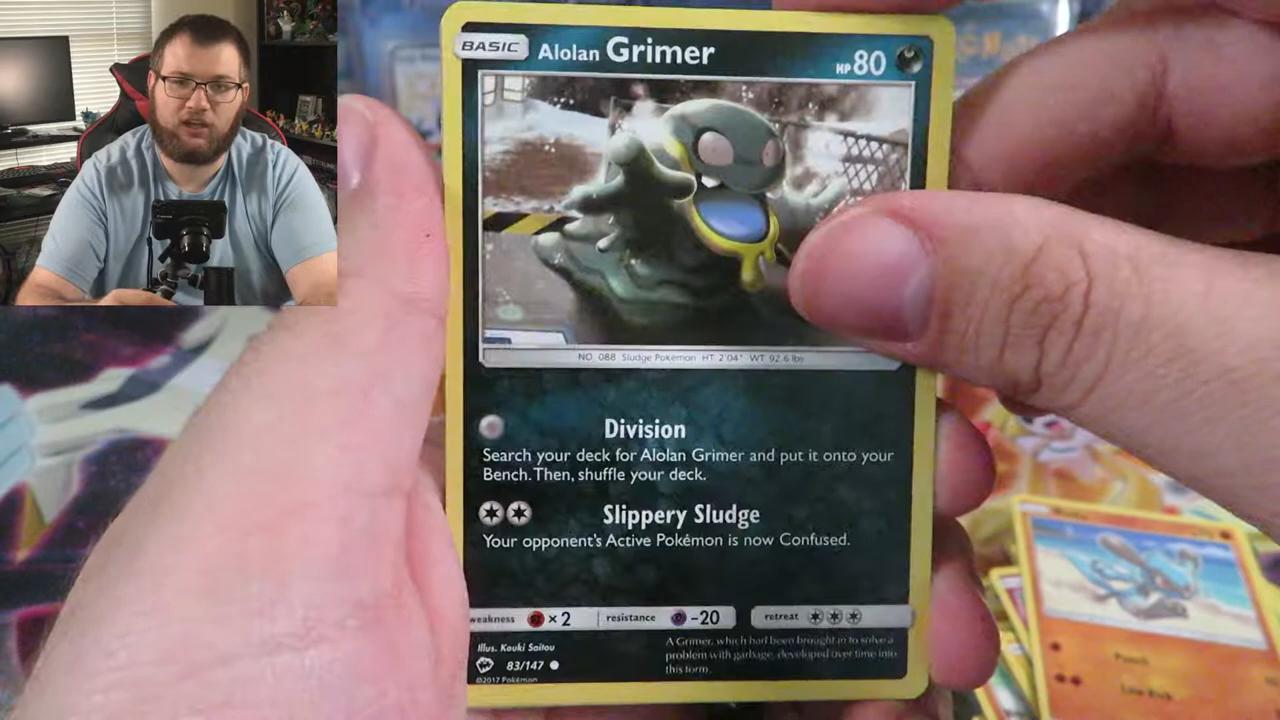 BASIC Alolan Grimer HP 80
NO. 088 Sludge Pokémon HT 2'04" WT 92.6 lbs
Division
Search your deck for Alolan Grimer and put it onto your
Bench. Then, shuffle your deck.
Slippery Sludge
Your opponent's Active Pokémon is now Confused.
weakness ×2 resistance -20 retreat
Illus. Kouki Saitou
83/147
©2017 Pokémon
A Grimer, which had been brought in to solve a
problem with garbage, developed over time into
this form.
Punch
Low Kick